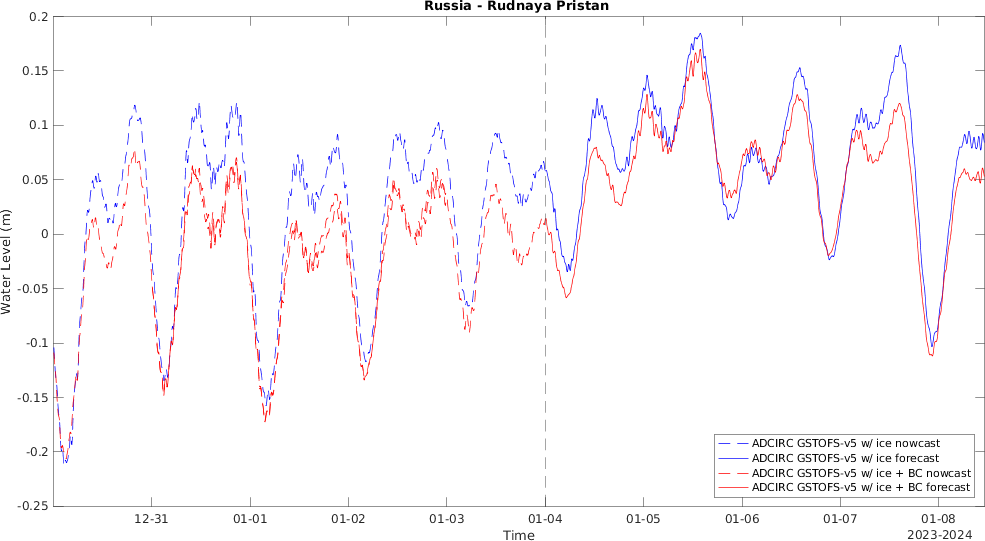 Russia - Rudnaya Pristan
0.2
0.15
0.1
0.05
0
-0.05
-0.1
-0.15
-0.2
-0.25
Water Level (m)
12-31 01-01 01-02 01-03 01-04 01-05 01-06 01-07 01-08
Time
2023-2024
ADCIRC GSTOFS-v5 w/ ice nowcast
ADCIRC GSTOFS-v5 w/ ice forecast
ADCIRC GSTOFS-v5 w/ ice + BC nowcast
ADCIRC GSTOFS-v5 w/ ice + BC forecast